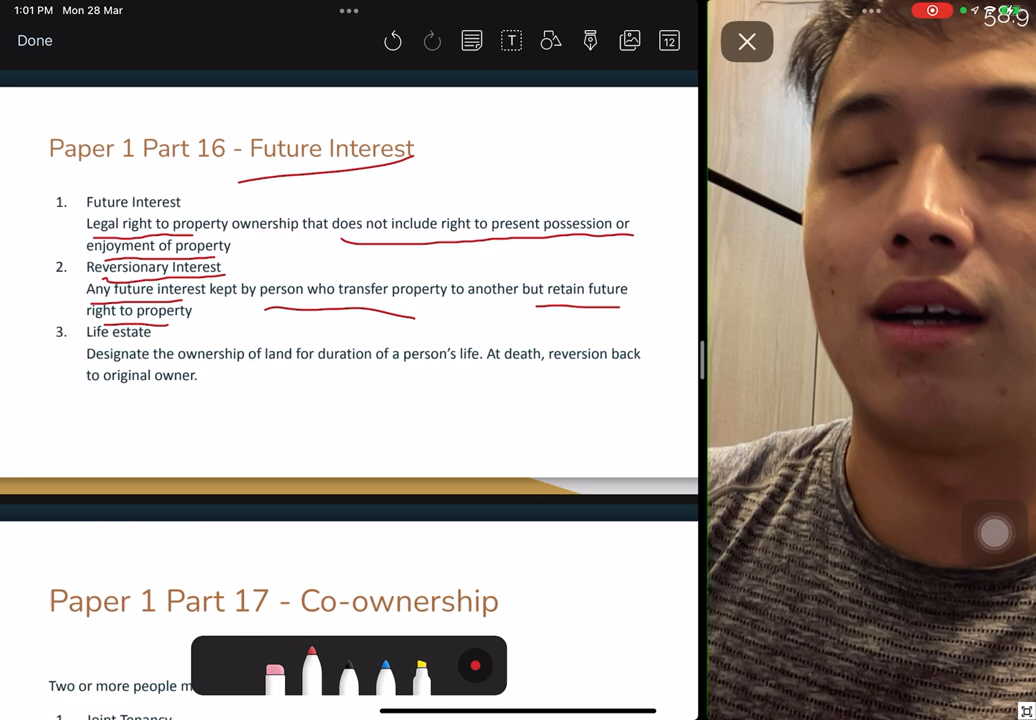 1:01 PM Mon 28 Mar
58.9
Done
T
12
Paper 1 Part 16 - Future Interest
1. Future Interest
Legal right to property ownership that does not include right to present possession or
enjoyment of property
2. Reversionary Interest
Any future interest kept by person who transfer property to another but retain future
right to property
3. Life estate
Designate the ownership of land for duration of a person's life. At death, reversion back
to original owner.
Paper 1 Part 17 - Co-ownership
Two or more people m
1. Joint Tenancy